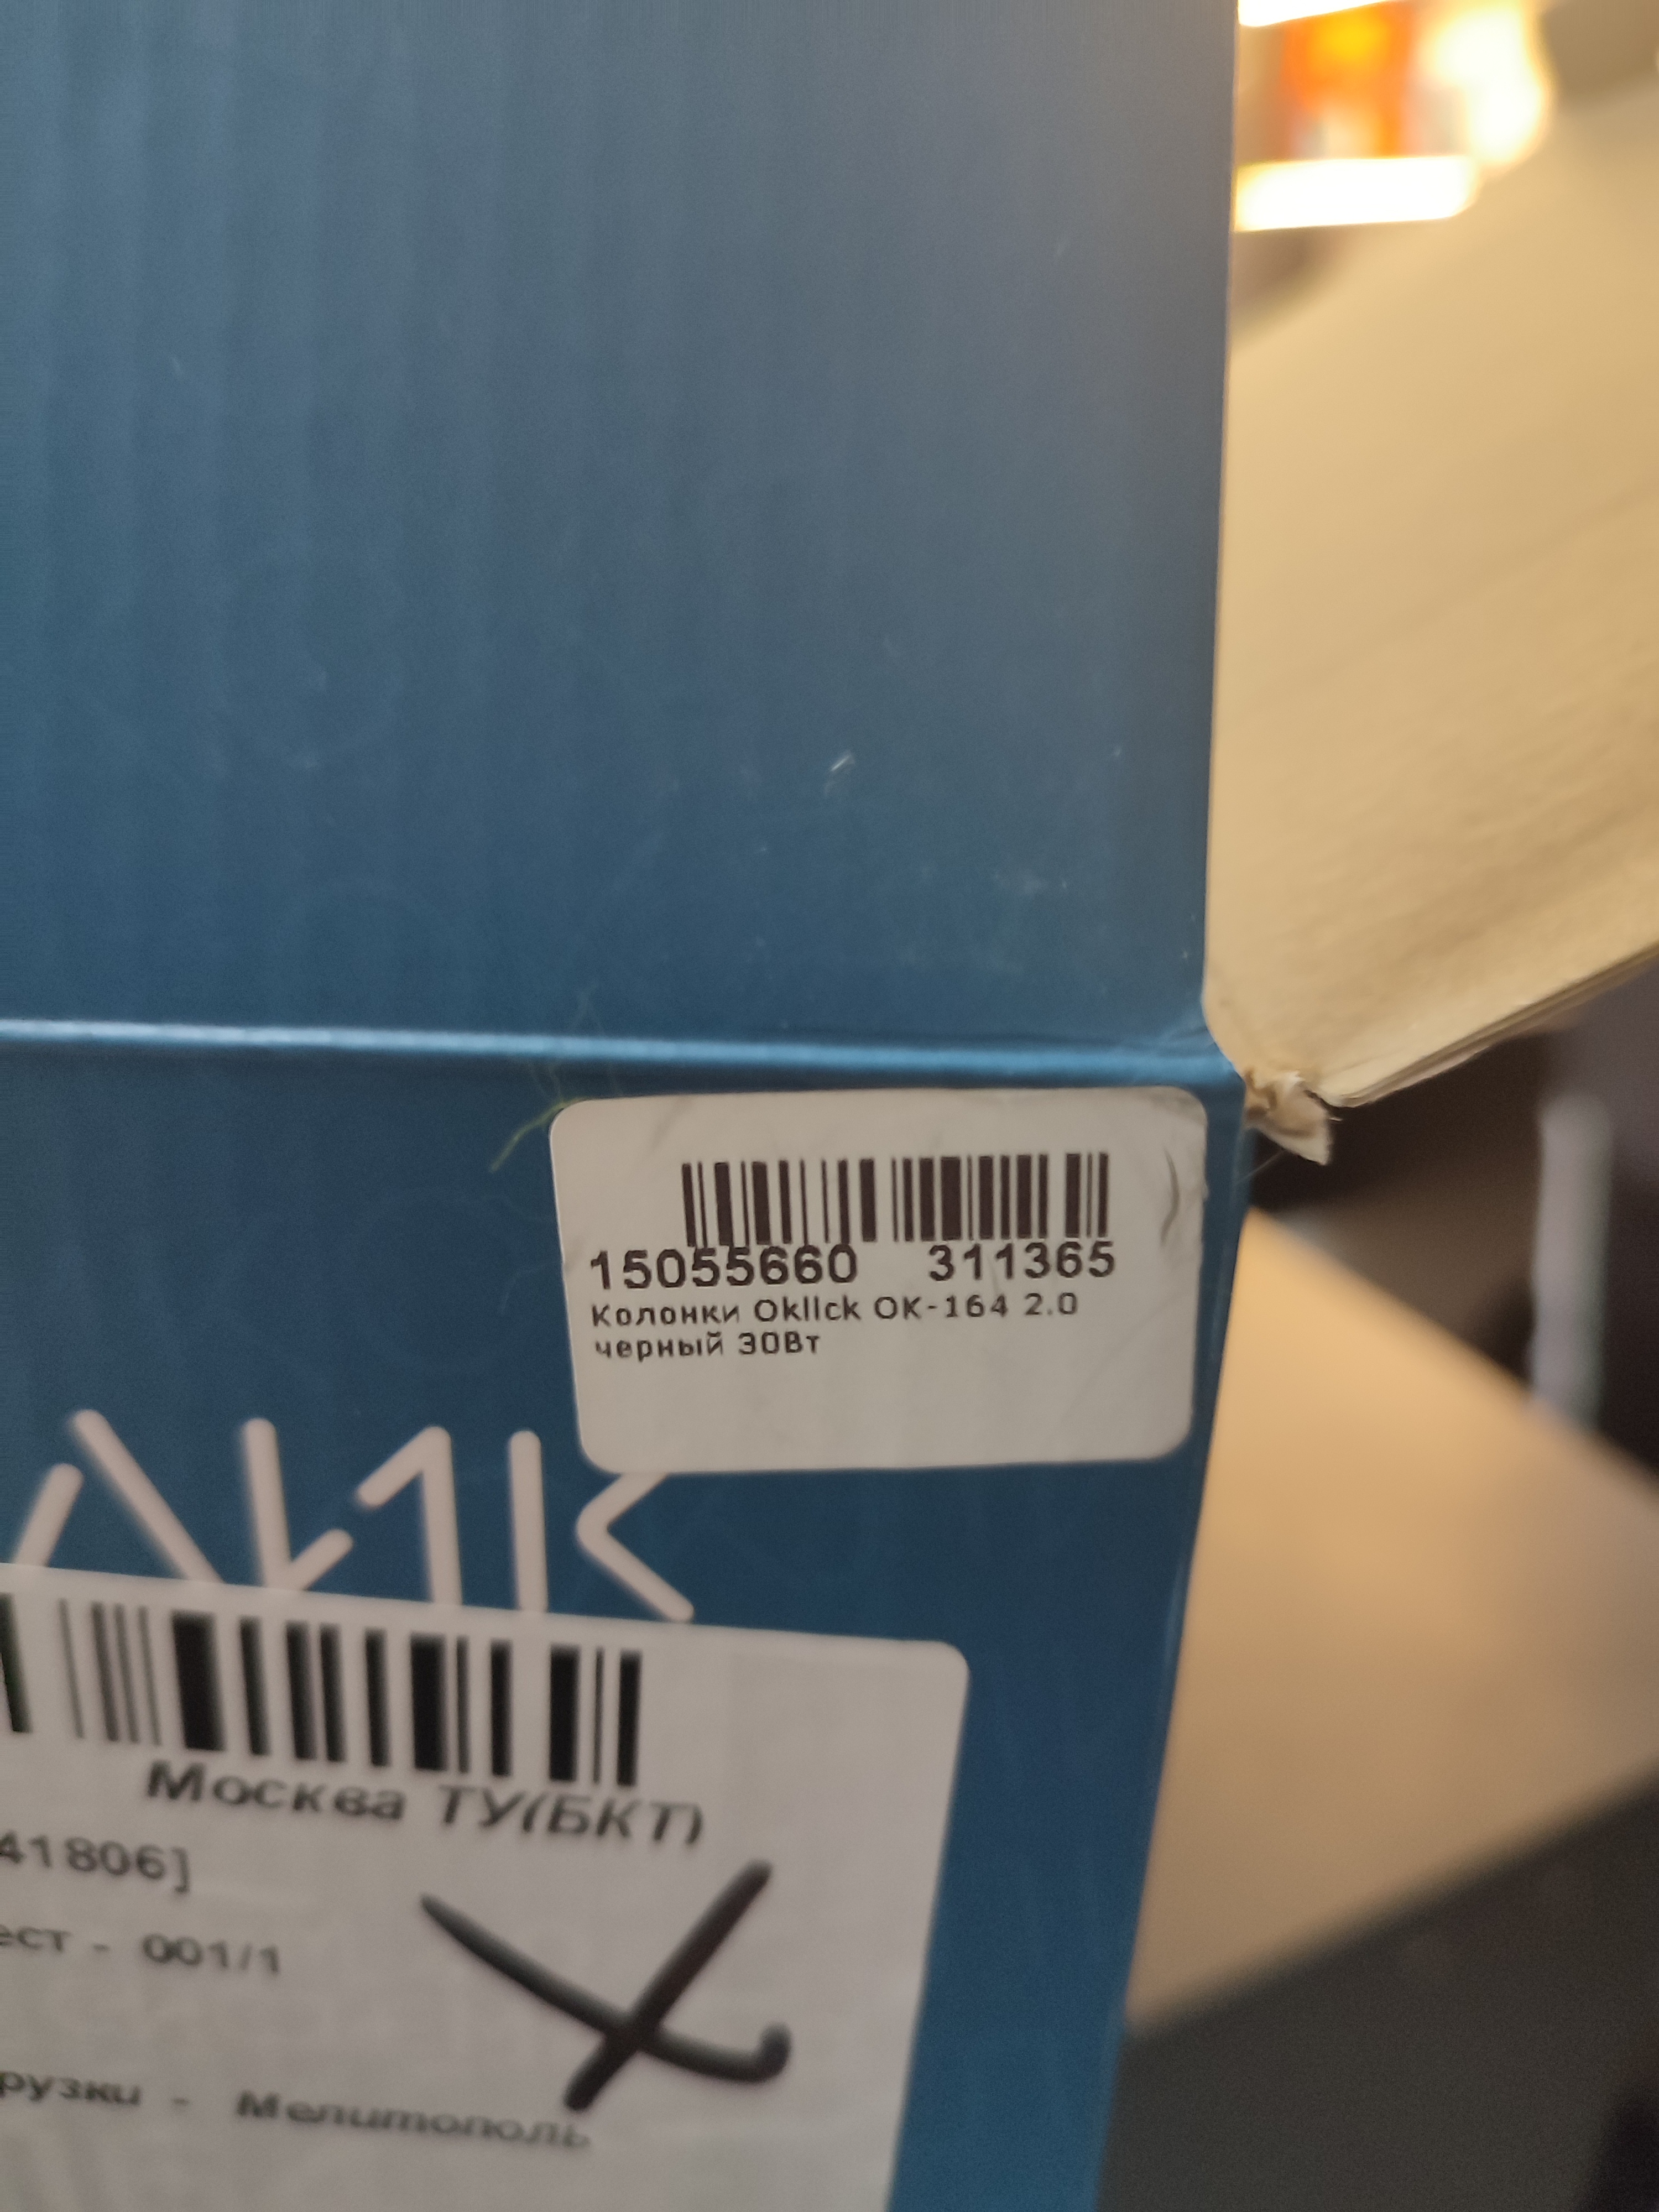 15055660 311365
Колонки Oklick OK-164 2.0
черный 30Вт
ЛИК
Москва ТУ(БКТ)
41806]
ест - 001/1
рузки - Мелитополь